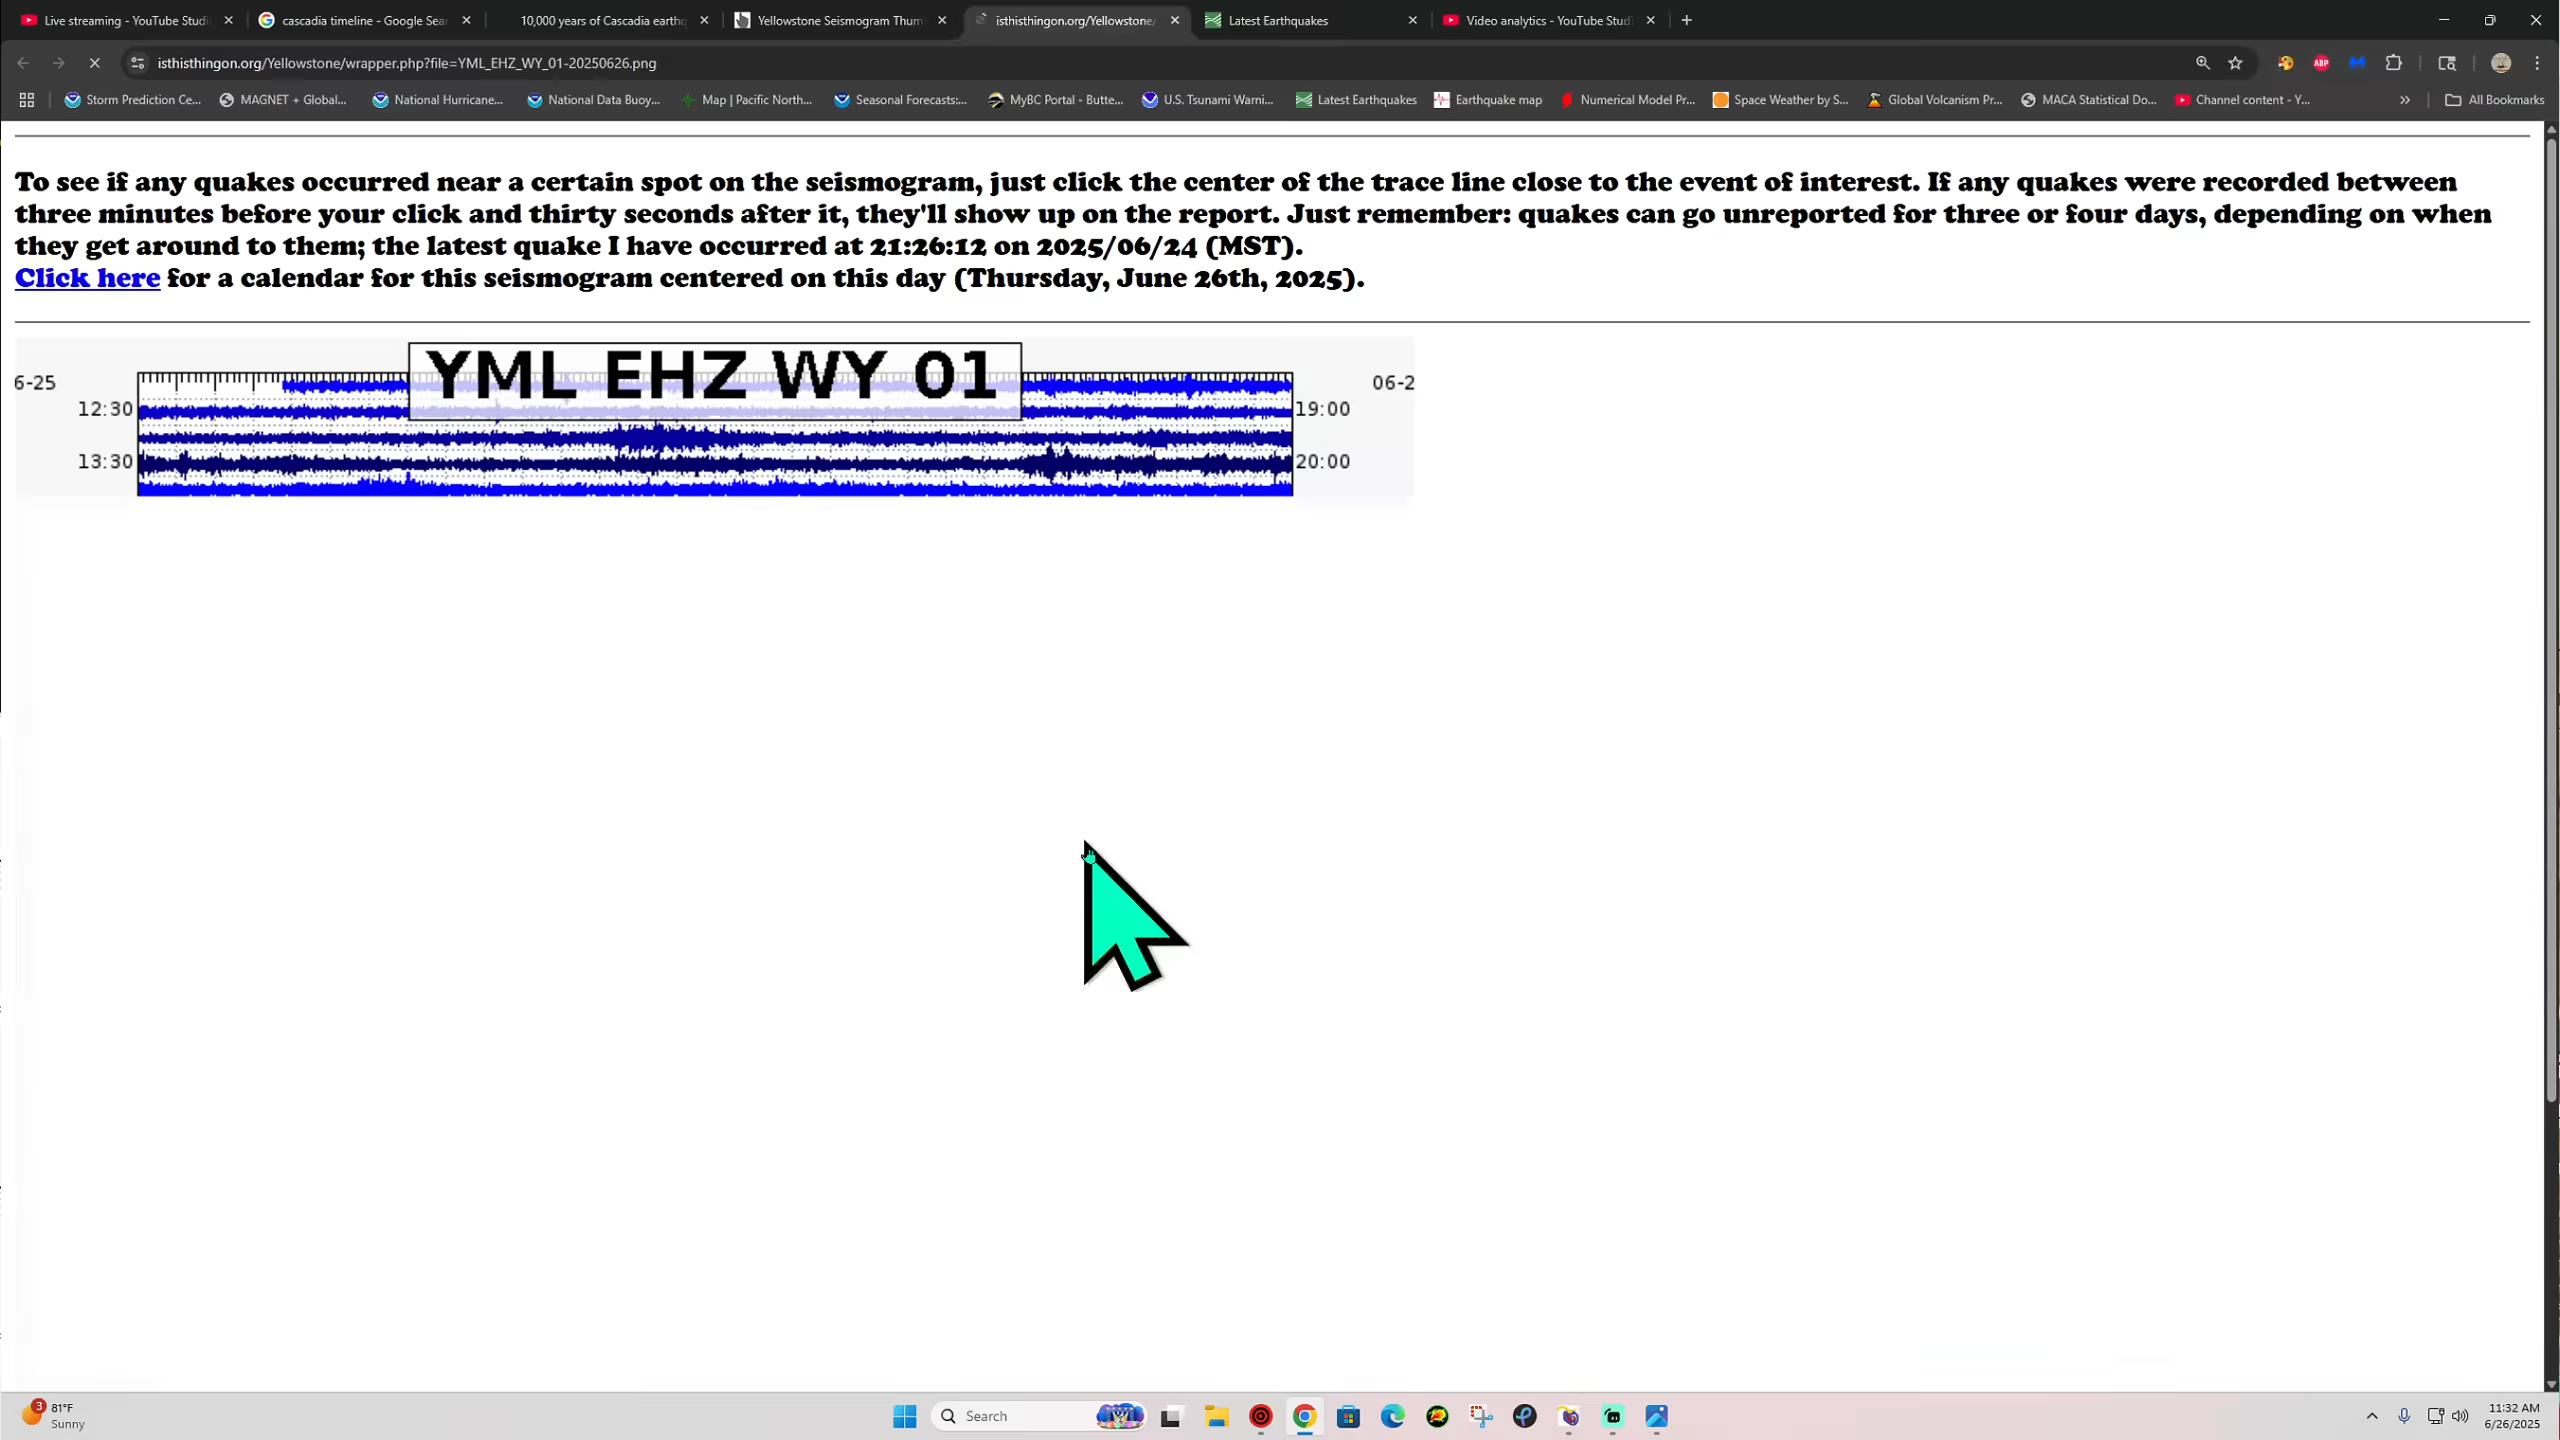 Live streaming - YouTube Studi
cascadia timeline - Google Sea
10,000 years of Cascadia earthq
Yellowstone Seismogram Thum
isthisthingon.org/Yellowstone/
Latest Earthquakes
Video analytics - YouTube Studi
isthisthingon.org/Yellowstone/wrapper.php?file=YML_EHZ_WY_01-20250626.png
ABP
Storm Prediction Ce...
MAGNET + Global...
National Hurricane...
National Data Buoy...
Map | Pacific North...
Seasonal Forecasts:...
MyBC Portal - Butte...
U.S. Tsunami Warni...
Latest Earthquakes
Earthquake map
Numerical Model Pr...
Space Weather by S...
Global Volcanism Pr...
MACA Statistical Do...
Channel content - Y...
All Bookmarks
To see if any quakes occurred near a certain spot on the seismogram, just click the center of the trace line close to the event of interest. If any quakes were recorded between
three minutes before your click and thirty seconds after it, they'll show up on the report. Just remember: quakes can go unreported for three or four days, depending on when
they get around to them; the latest quake I have occurred at 21:26:12 on 2025/06/24 (MST).
Click here for a calendar for this seismogram centered on this day (Thursday, June 26th, 2025).
YML EHZ WY 01
6-25
06-2
12:30
19:00
13:30
20:00
3
81°F
Sunny
Search
11:32 AM
6/26/2025